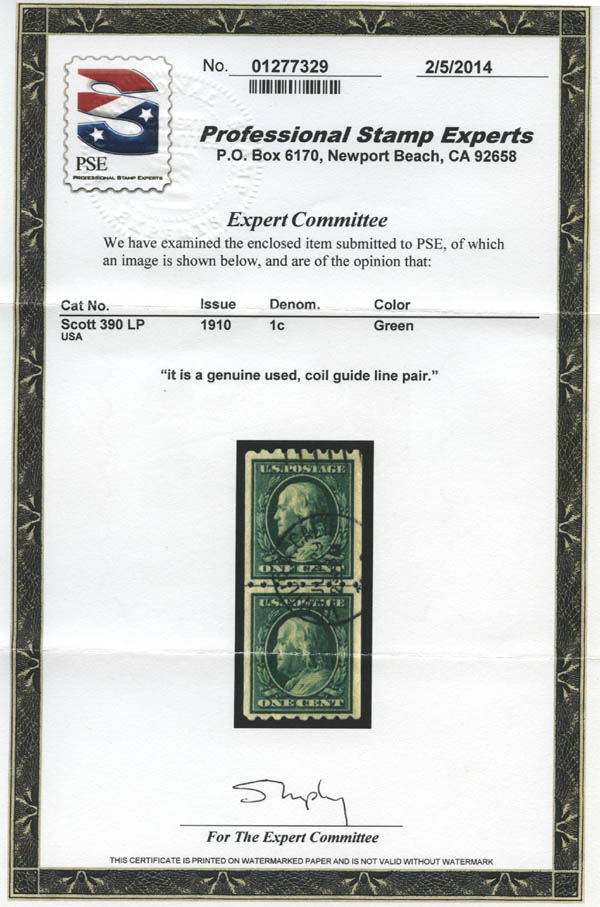 No. 01277329 2/5/2014
PSE
PROFESSIONAL STAMP EXPERTS
Professional Stamp Experts
P.O. Box 6170, Newport Beach, CA 92658
Expert Committee
We have examined the enclosed item submitted to PSE, of which
an image is shown below, and are of the opinion that:
Cat No. Issue Denom. Color
Scott 390 LP 1910 1c Green
USA
“it is a genuine used, coil guide line pair.”
U.S. POSTAGE
ONE CENT
U.S. POSTAGE
ONE CENT
For The Expert Committee
THIS CERTIFICATE IS PRINTED ON WATERMARKED PAPER AND IS NOT VALID WITHOUT WATERMARK